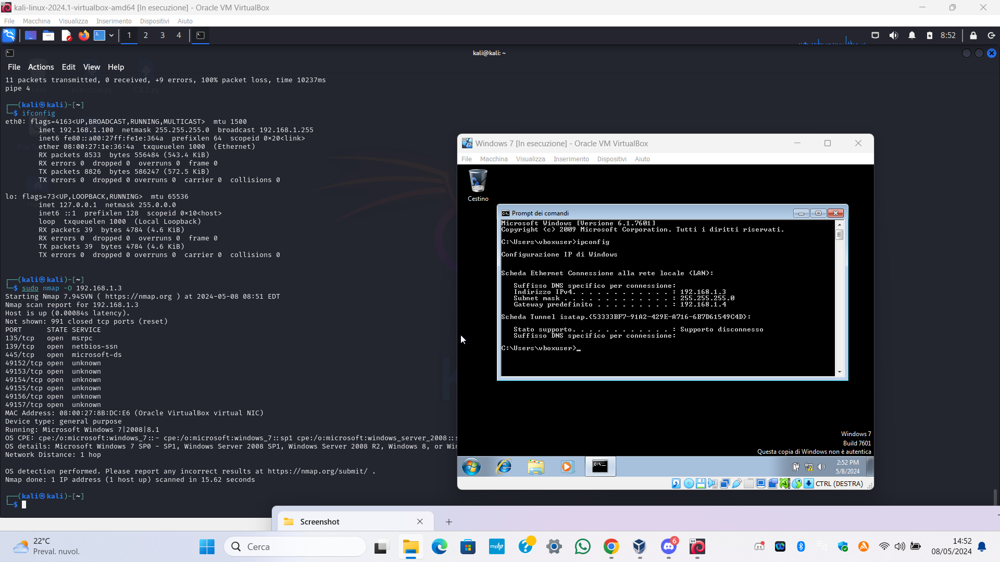 kali-linux-2024.1-virtualbox-amd64 [In esecuzione] - Oracle VM VirtualBox
File Macchina Visualizza Inserimento Dispositivi Aiuto
1 2 3 4
8:52
kali@kali: ~
File Actions Edit View Help
11 packets transmitted, 0 received, +9 errors, 100% packet loss, time 10237ms
pipe 4
┌──(kali㉿kali)-[~]
└─$ ifconfig
eth0: flags=4163<UP,BROADCAST,RUNNING,MULTICAST>  mtu 1500
inet 192.168.1.100  netmask 255.255.255.0  broadcast 192.168.1.255
inet6 fe80::a00:27ff:fe1e:364a  prefixlen 64  scopeid 0×20<link>
ether 08:00:27:1e:36:4a  txqueuelen 1000  (Ethernet)
RX packets 8533  bytes 556484 (543.4 KiB)
RX errors 0  dropped 0  overruns 0  frame 0
TX packets 8826  bytes 586247 (572.5 KiB)
TX errors 0  dropped 0 overruns 0  carrier 0  collisions 0
lo: flags=73<UP,LOOPBACK,RUNNING>  mtu 65536
inet 127.0.0.1  netmask 255.0.0.0
inet6 ::1  prefixlen 128  scopeid 0×10<host>
loop  txqueuelen 1000  (Local Loopback)
RX packets 39  bytes 4784 (4.6 KiB)
RX errors 0  dropped 0  overruns 0  frame 0
TX packets 39  bytes 4784 (4.6 KiB)
TX errors 0  dropped 0 overruns 0  carrier 0  collisions 0
┌──(kali㉿kali)-[~]
└─$ sudo nmap -O 192.168.1.3
Starting Nmap 7.94SVN ( https://nmap.org ) at 2024-05-08 08:51 EDT
Nmap scan report for 192.168.1.3
Host is up (0.00084s latency).
Not shown: 991 closed tcp ports (reset)
PORT      STATE SERVICE
135/tcp   open  msrpc
139/tcp   open  netbios-ssn
445/tcp   open  microsoft-ds
49152/tcp open  unknown
49153/tcp open  unknown
49154/tcp open  unknown
49155/tcp open  unknown
49156/tcp open  unknown
49157/tcp open  unknown
MAC Address: 08:00:27:8B:DC:E6 (Oracle VirtualBox virtual NIC)
Device type: general purpose
Running: Microsoft Windows 7|2008|8.1
OS CPE: cpe:/o:microsoft:windows_7::- cpe:/o:microsoft:windows_7::sp1 cpe:/o:microsoft:windows_server_2008::s
OS details: Microsoft Windows 7 SP0 - SP1, Windows Server 2008 SP1, Windows Server 2008 R2, Windows 8, or Wi
Network Distance: 1 hop
OS detection performed. Please report any incorrect results at https://nmap.org/submit/ .
Nmap done: 1 IP address (1 host up) scanned in 15.62 seconds
┌──(kali㉿kali)-[~]
└─$
Windows 7 [In esecuzione] - Oracle VM VirtualBox
File Macchina Visualizza Inserimento Dispositivi Aiuto
Cestino
Prompt dei comandi
Microsoft Windows [Versione 6.1.7601]
Copyright (c) 2009 Microsoft Corporation. Tutti i diritti riservati.
C:\Users\vboxuser>ipconfig
Configurazione IP di Windows
Scheda Ethernet Connessione alla rete locale (LAN):
Suffisso DNS specifico per connessione:
Indirizzo IPv4. . . . . . . . . . . . : 192.168.1.3
Subnet mask . . . . . . . . . . . . . : 255.255.255.0
Gateway predefinito . . . . . . . . . : 192.168.1.4
Scheda Tunnel isatap.{53333BF7-91A2-429E-A716-6B7D61549C4D}:
Stato supporto. . . . . . . . . . . . : Supporto disconnesso
Suffisso DNS specifico per connessione:
C:\Users\vboxuser>_
Windows 7
Build 7601
Questa copia di Windows non è autentica
2:52 PM
5/8/2024
CTRL (DESTRA)
Screenshot
22°C
Preval. nuvol.
Cerca
myhp
6
14:52
08/05/2024